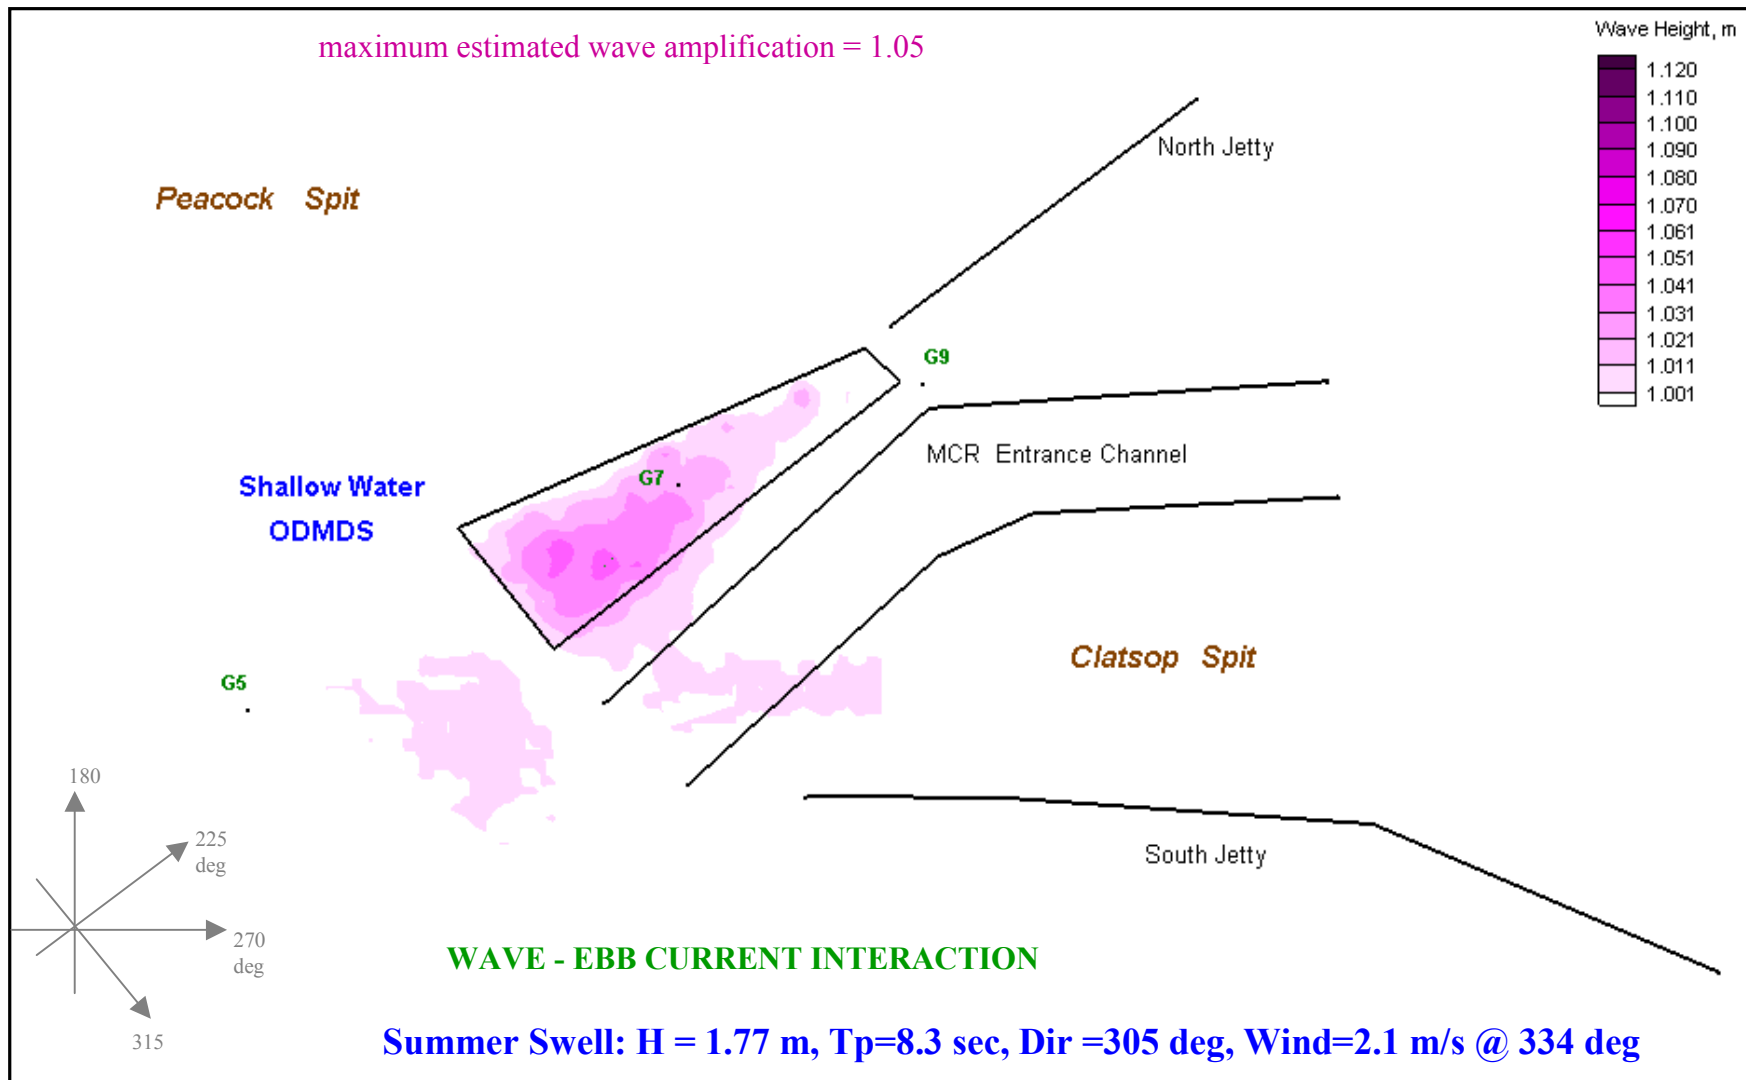 maximum estimated wave amplification = 1.05
Wave Height, m
1.120
1.110
1.100
1.090
1.080
1.070
1.061
1.051
1.041
1.031
1.021
1.011
1.001
North Jetty
Peacock Spit
G9
MCR Entrance Channel
G7
Shallow Water
ODMDS
Clatsop Spit
G5
180
225
deg
South Jetty
270
deg
WAVE - EBB CURRENT INTERACTION
315
Summer Swell: H = 1.77 m, Tp=8.3 sec, Dir =305 deg, Wind=2.1 m/s @ 334 deg